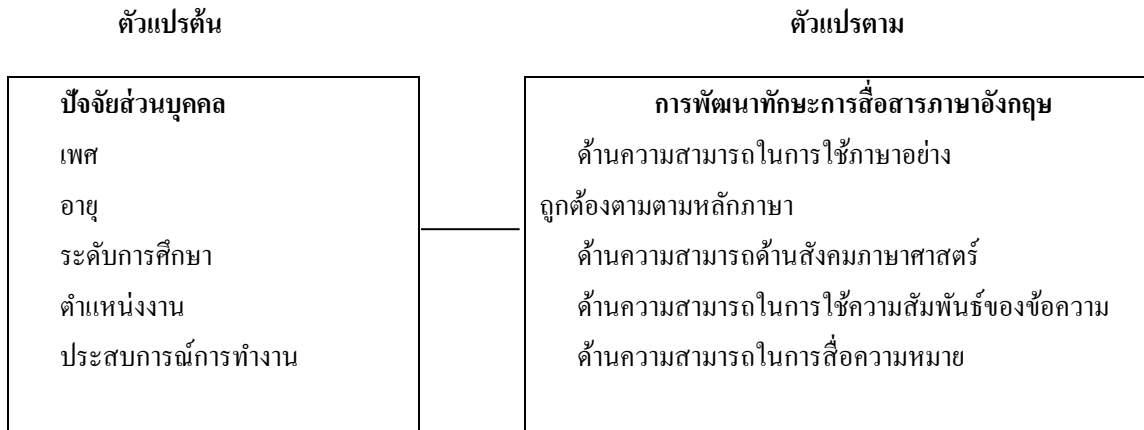 ตัวแปรต้น
ตัวแปรตาม
ปัจจัยส่วนบุคคล
เพศ
อายุ
ระดับการศึกษา
ตำแหน่งงาน
ประสบการณ์การทำงาน
การพัฒนาทักษะการสื่อสารภาษาอังกฤษ
ด้านความสามารถในการใช้ภาษาอย่าง
ถูกต้องตามตามหลักภาษา
ด้านความสามารถด้านสังคมภาษาศาสตร์
ด้านความสามารถในการใช้ความสัมพันธ์ของข้อความ
ด้านความสามารถในการสื่อความหมาย